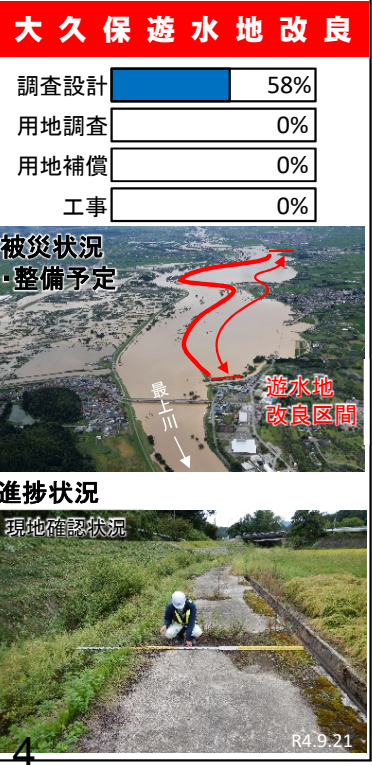 大久保遊水地改良
調査設計 58%
用地調査 0%
用地補償 0%
工事 0%
被災状況
・整備予定
最上川
遊水地
改良区間
進捗状況
現地確認状況
R4.9.21
4